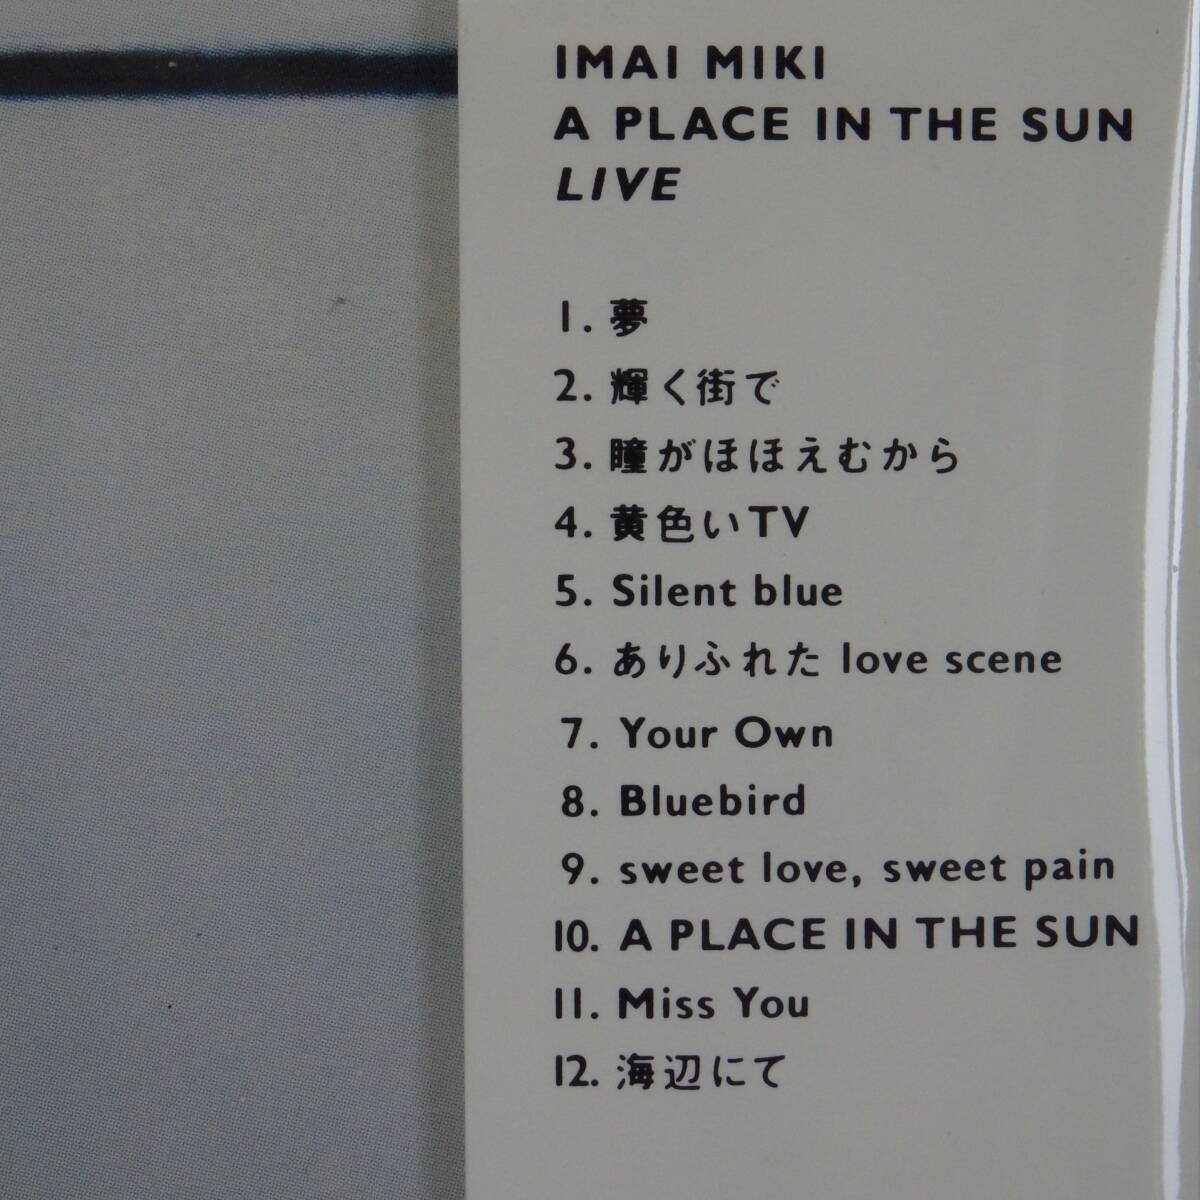 IMAI MIKI
A PLACE IN THE SUN
LIVE
1. 夢
2. 輝く街で
3. 瞳がほほえむから
4. 黄色いTV
5. Silent blue
6. ありふれた love scene
7. Your Own
8. Bluebird
9. sweet love, sweet pain
10. A PLACE IN THE SUN
11. Miss You
12. 海辺にて